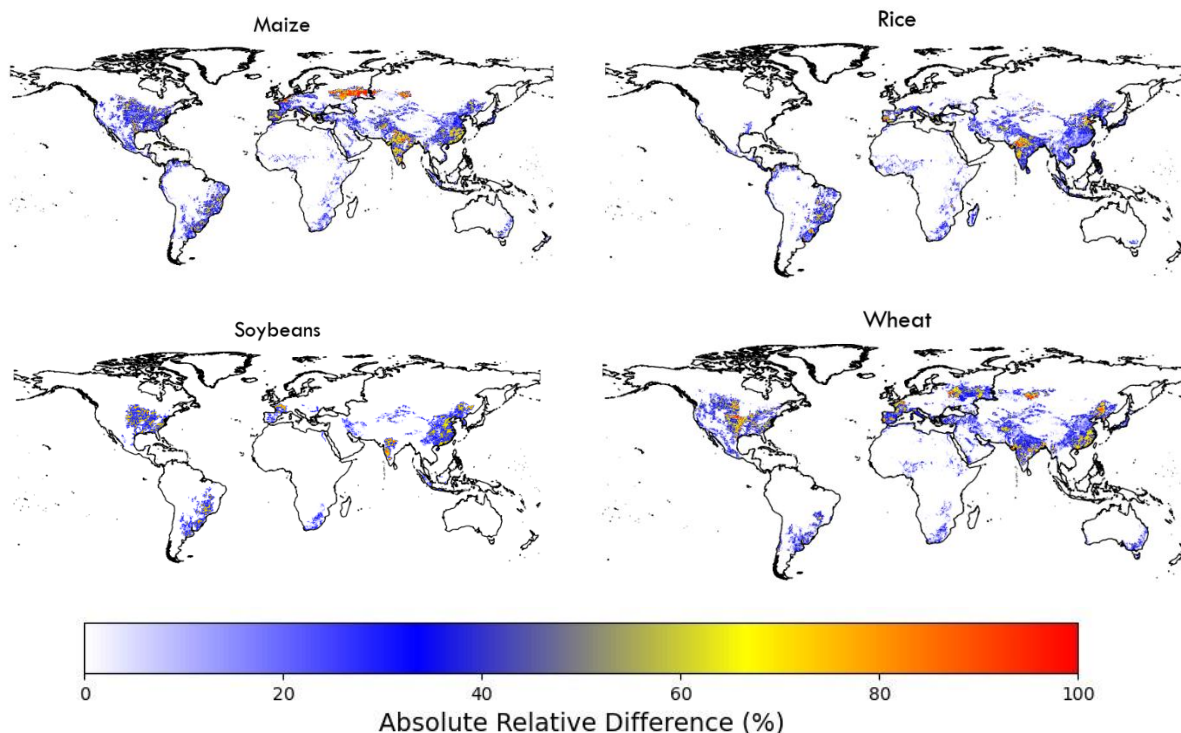 Maize
Rice
Soybeans
Wheat
0 20 40 60 80 100
Absolute Relative Difference (%)